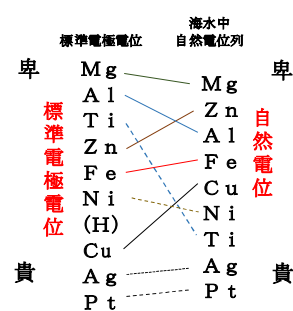 標準電極電位
海水中
自然電位列
卑
卑
標準電極電位
Mg
Al
Ti
Zn
Fe
Ni
(H)
Cu
Ag
Pt
Mg
Zn
Al
Fe
Cu
Ni
Ti
Ag
Pt
自然電位
貴
貴